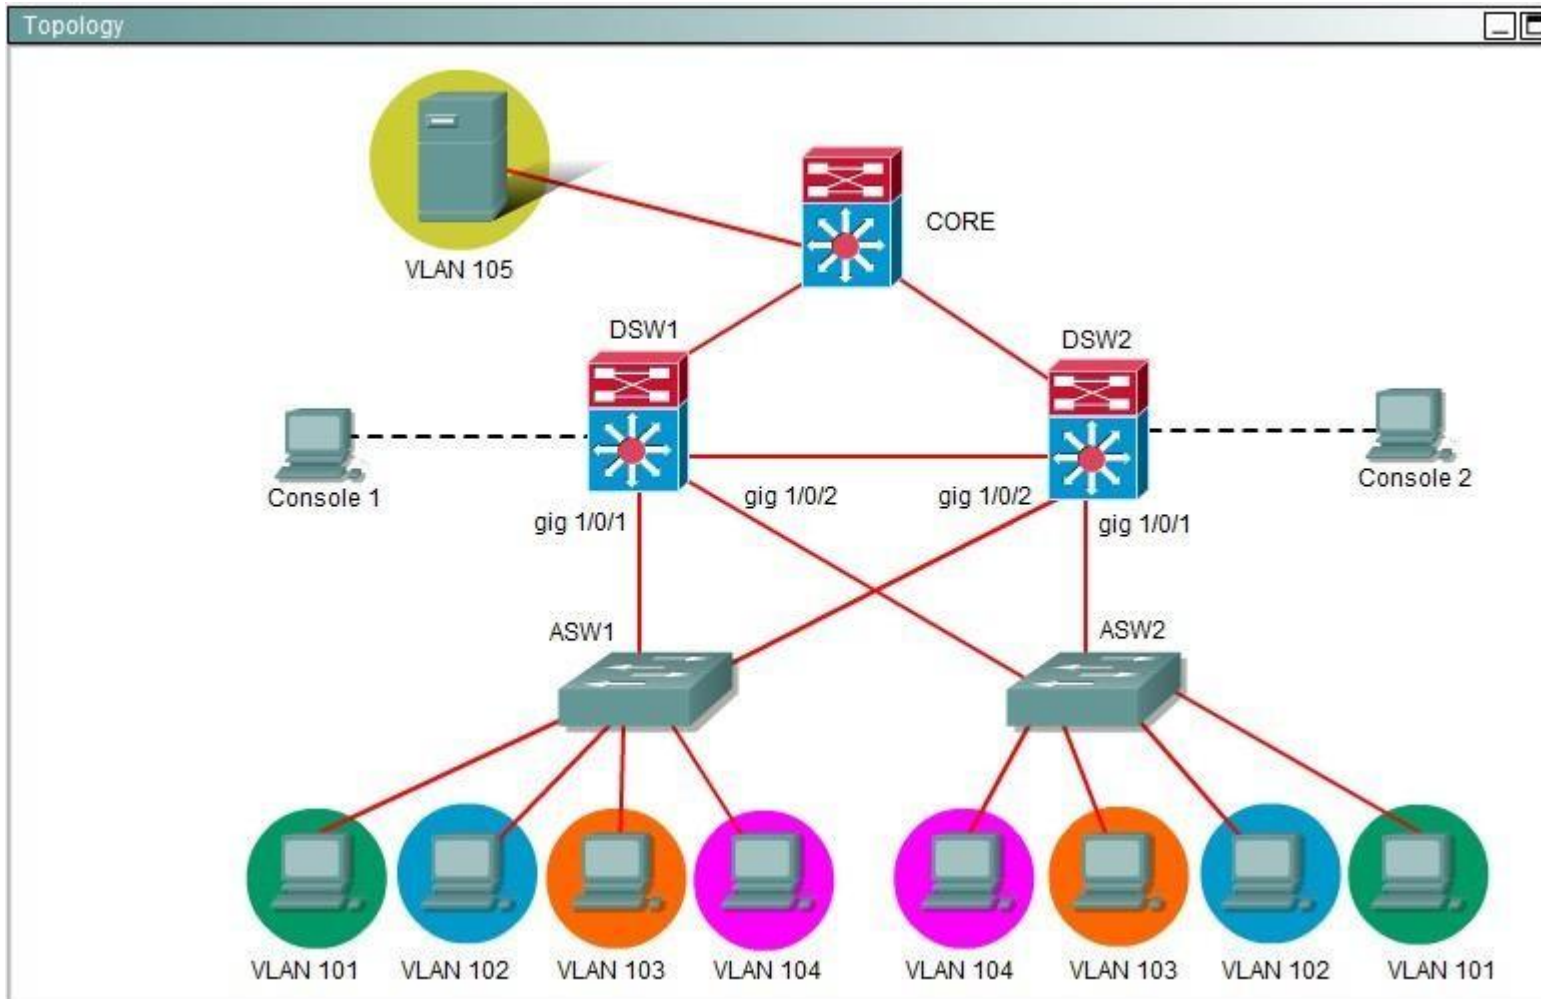 Topology
CORE
VLAN 105
DSW1
DSW2
Console 1
Console 2
gig 1/0/1
gig 1/0/2
gig 1/0/2
gig 1/0/1
ASW1
ASW2
VLAN 101
VLAN 102
VLAN 103
VLAN 104
VLAN 104
VLAN 103
VLAN 102
VLAN 101